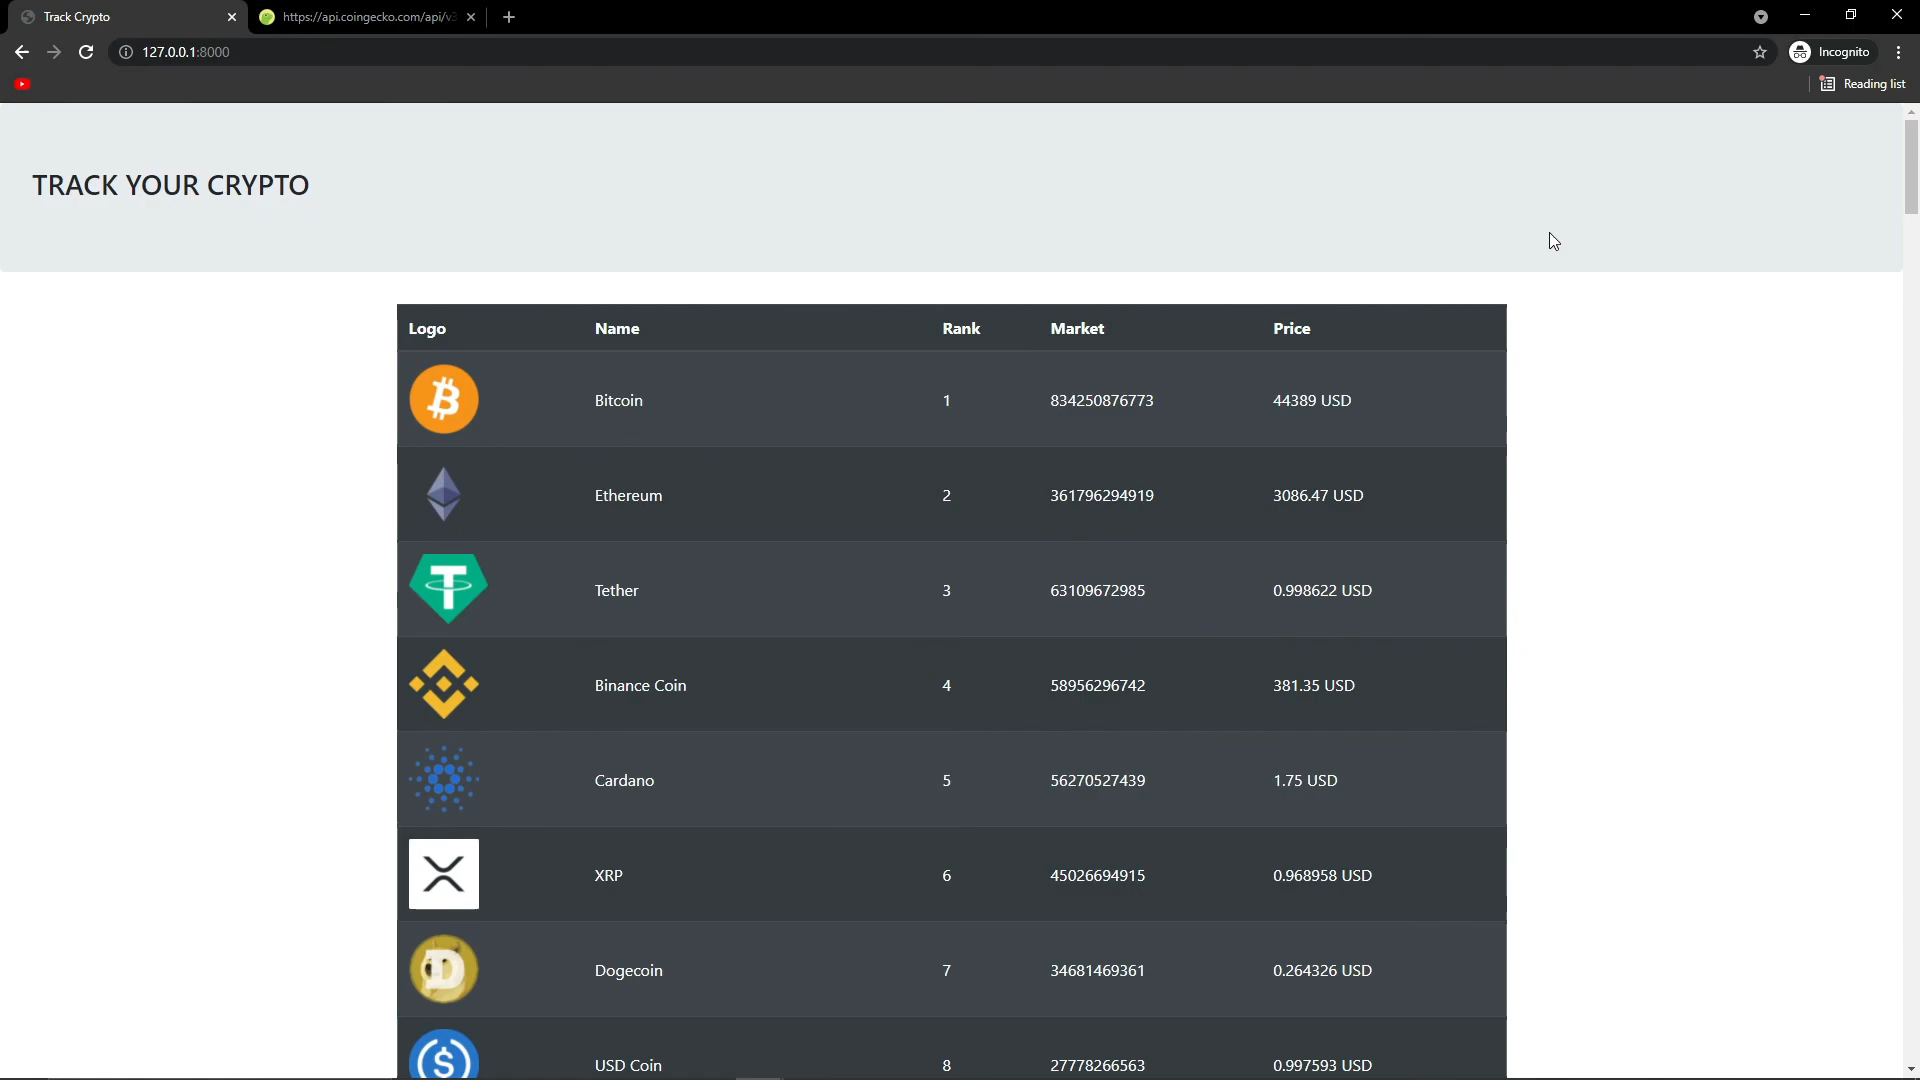 Track Crypto
https://api.coingecko.com/api/v3
127.0.0.1:8000
Incognito
Reading list
TRACK YOUR CRYPTO
Logo Name Rank Market Price
Bitcoin 1 834250876773 44389 USD
Ethereum 2 361796294919 3086.47 USD
Tether 3 63109672985 0.998622 USD
Binance Coin 4 58956296742 381.35 USD
Cardano 5 56270527439 1.75 USD
XRP 6 45026694915 0.968958 USD
Dogecoin 7 34681469361 0.264326 USD
USD Coin 8 27778266563 0.997593 USD